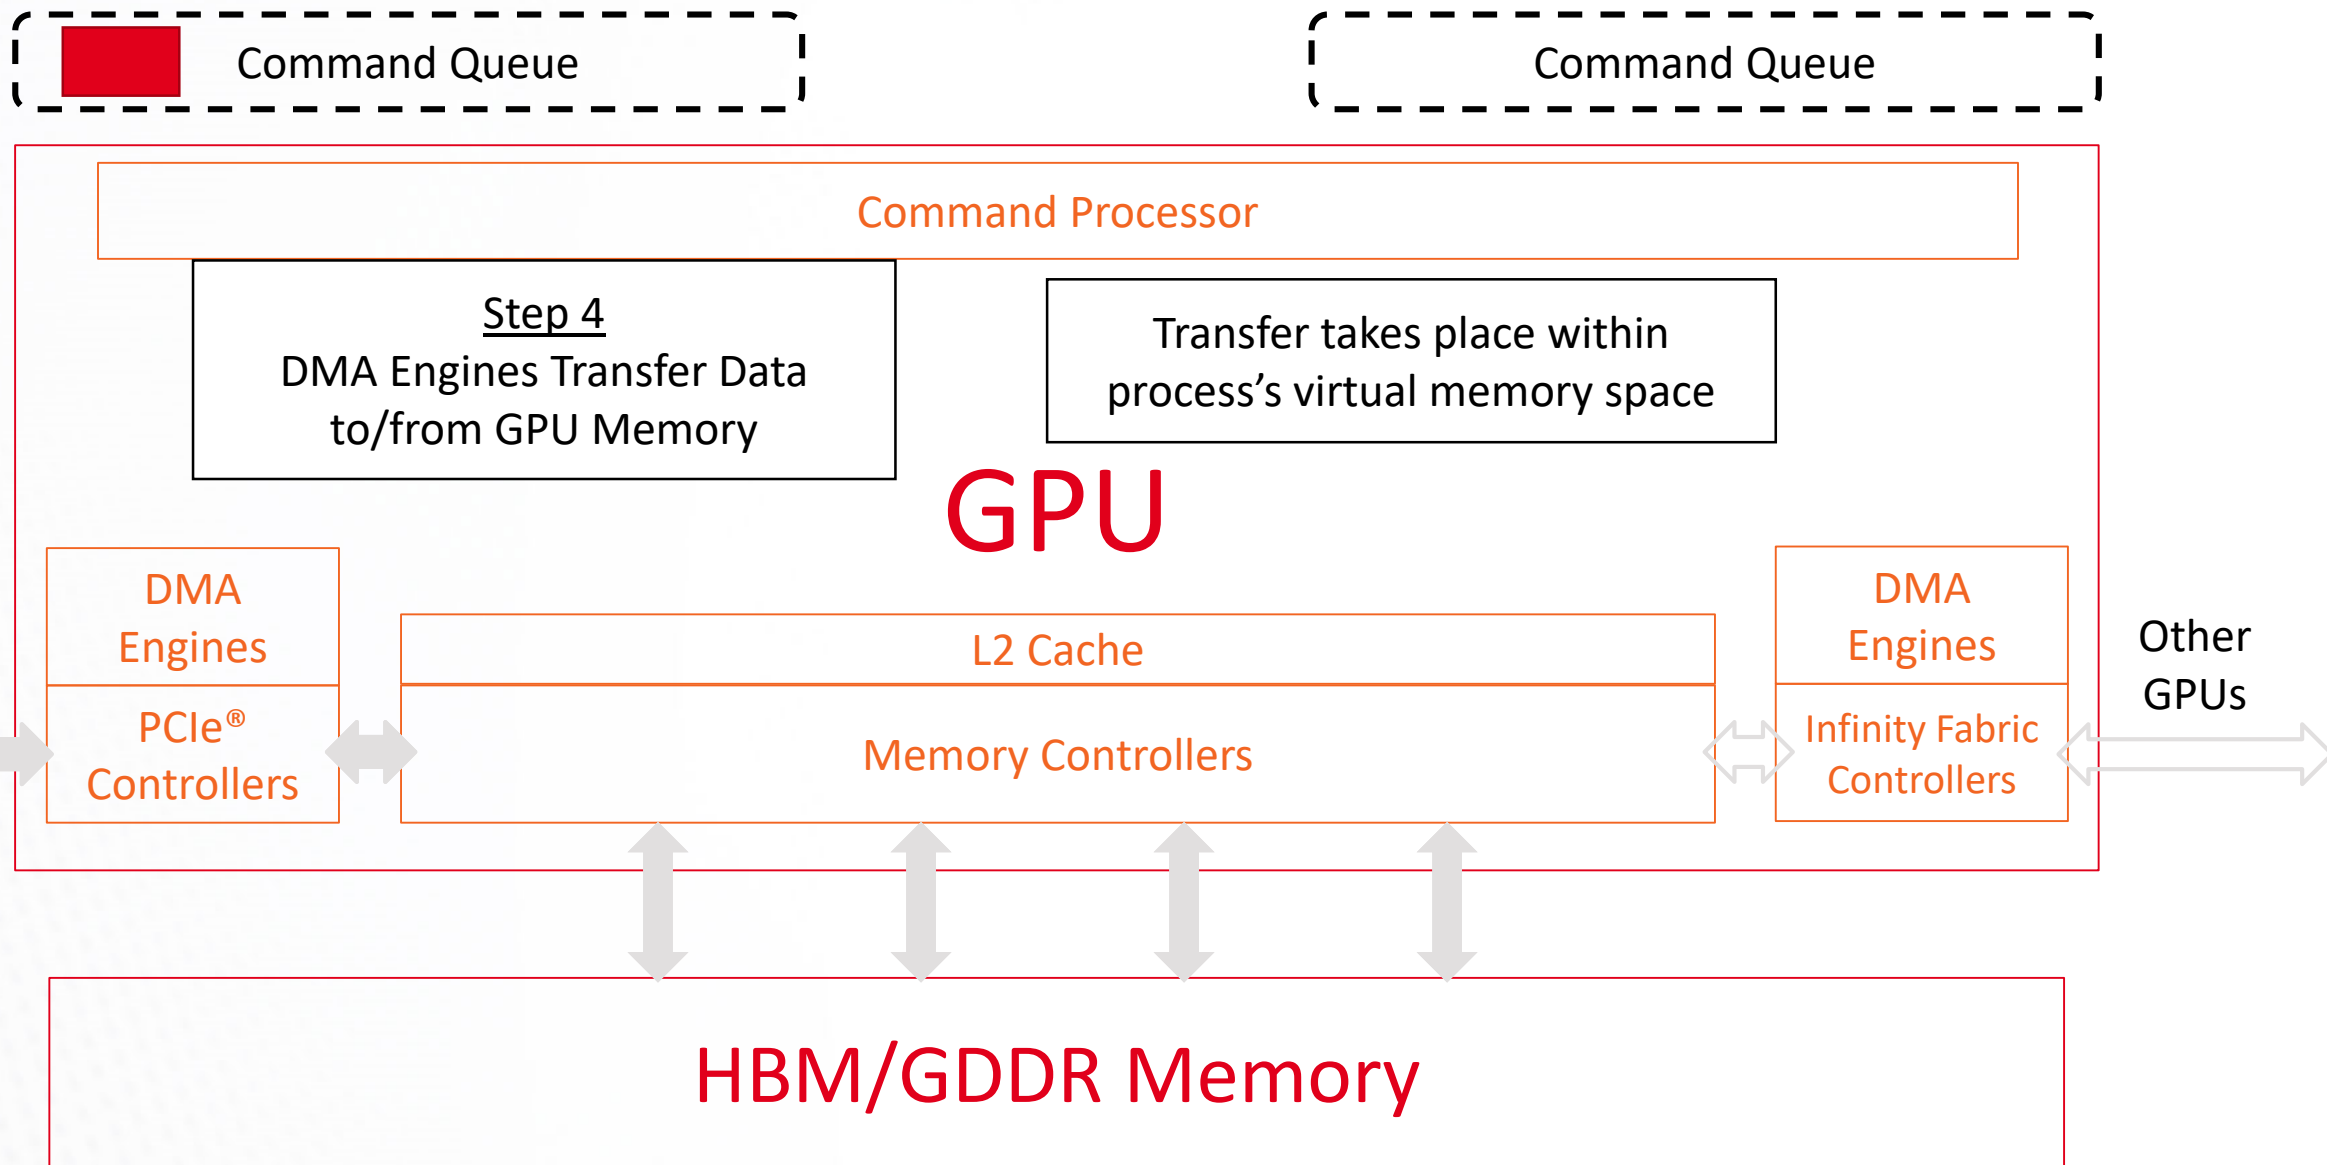 Command Queue
Command Queue
Command Processor
Step 4
DMA Engines Transfer Data
to/from GPU Memory
Transfer takes place within
process’s virtual memory space
GPU
DMA
Engines
PCIe®
Controllers
L2 Cache
Memory Controllers
DMA
Engines
Infinity Fabric
Controllers
Other
GPUs
HBM/GDDR Memory